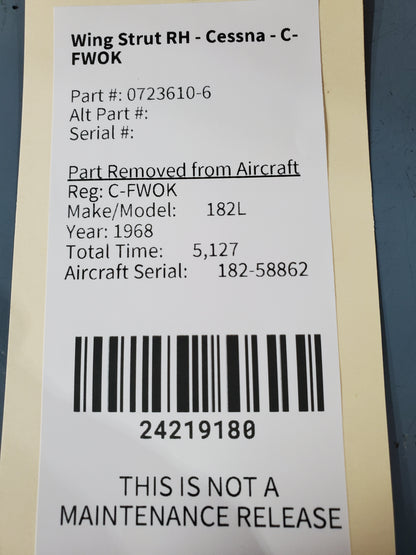 Wing Strut RH - Cessna - C-
FWOK
Part #: 0723610-6
Alt Part #:
Serial #:
Part Removed from Aircraft
Reg: C-FWOK
Make/Model: 182L
Year: 1968
Total Time: 5,127
Aircraft Serial: 182-58862
24219180
THIS IS NOT A
MAINTENANCE RELEASE